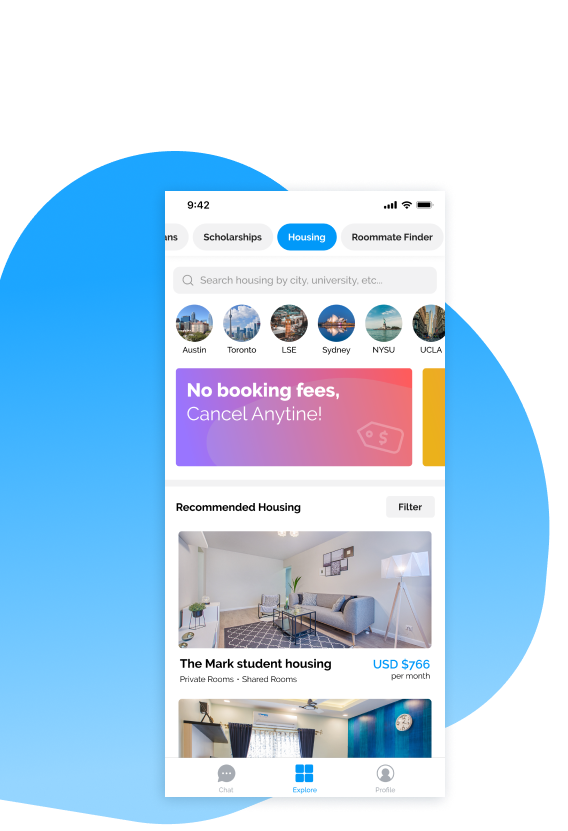 9:42
ans
Scholarships
Housing
Roommate Finder
Search housing by city, university, etc...
Austin
Toronto
LSE
Sydney
NYSU
UCLA
No booking fees,
Cancel Anytine!
$
Recommended Housing
Filter
The Mark student housing
USD $766
Private Rooms • Shared Rooms
per month
Chat
Explore
Profile